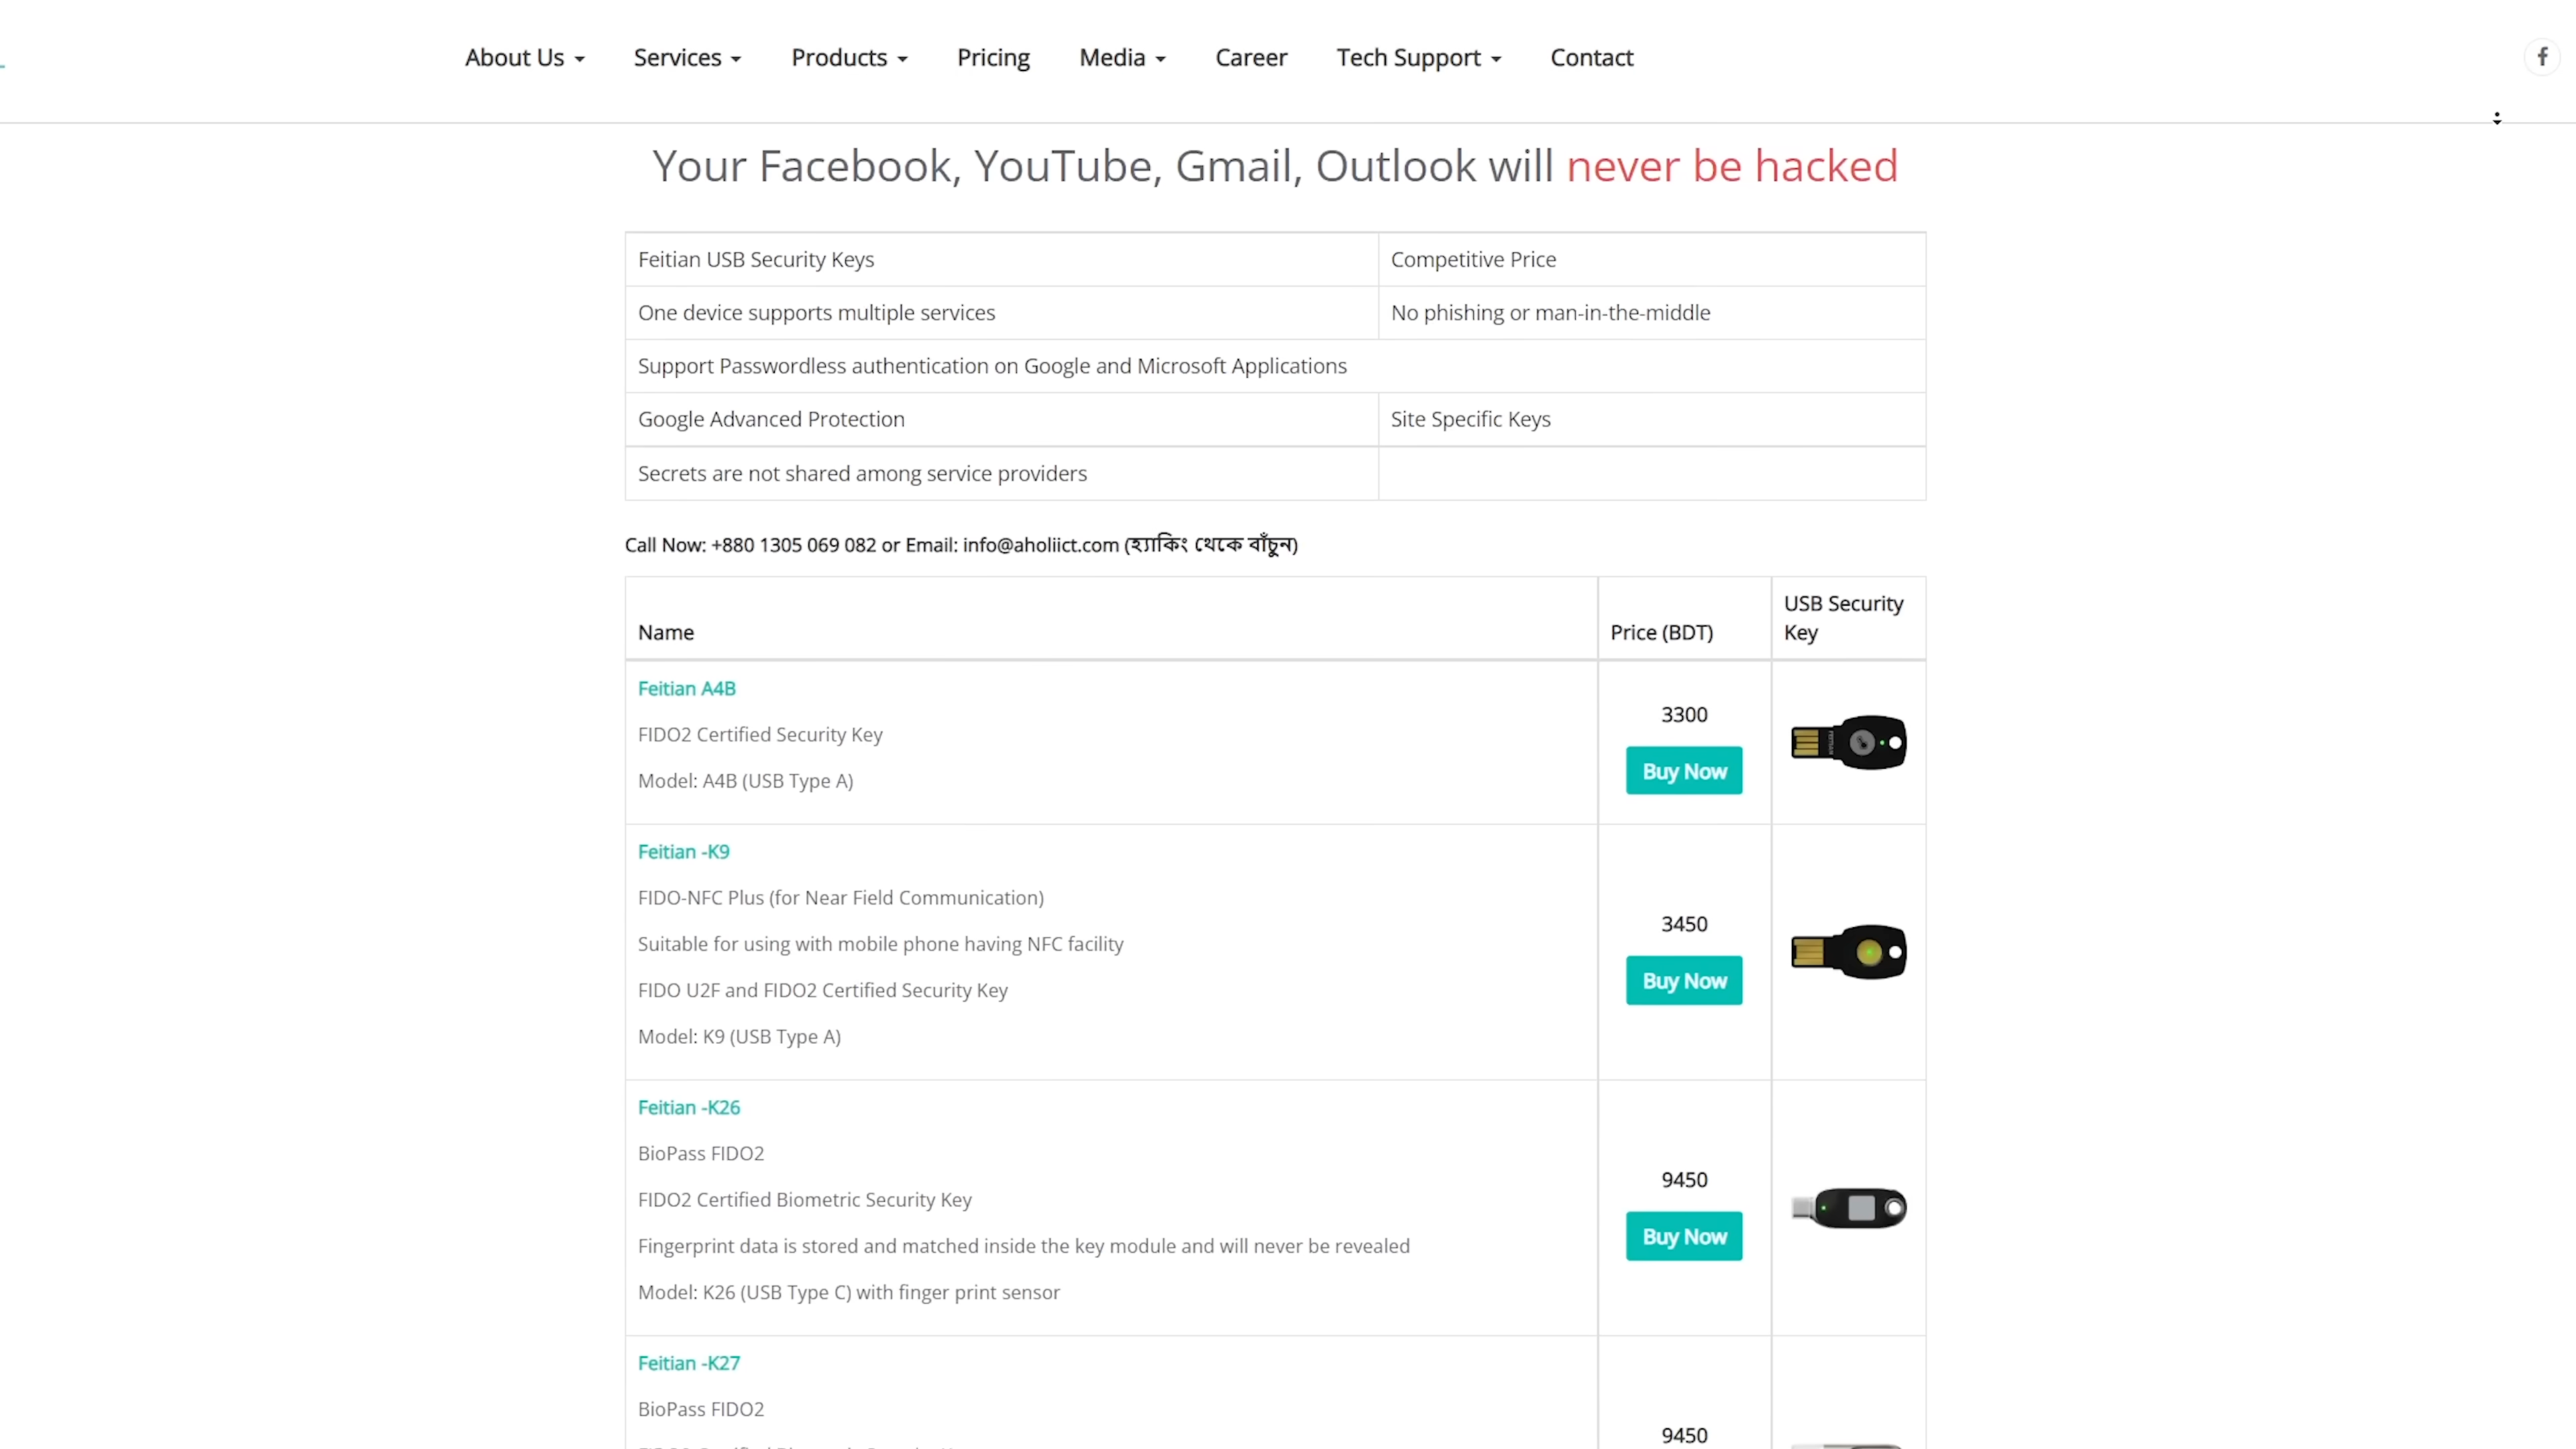 About Us Services Products Pricing Media Career Tech Support Contact
Your Facebook, YouTube, Gmail, Outlook will never be hacked
Feitian USB Security Keys Competitive Price
One device supports multiple services No phishing or man-in-the-middle
Support Passwordless authentication on Google and Microsoft Applications
Google Advanced Protection Site Specific Keys
Secrets are not shared among service providers
Call Now: +880 1305 069 082 or Email: info@aholiict.com (হ্যাকিং থেকে বাঁচুন)
USB Security
Name Price (BDT) Key
Feitian A4B
3300
FIDO2 Certified Security Key
Buy Now
Model: A4B (USB Type A)
Feitian -K9
FIDO-NFC Plus (for Near Field Communication)
3450
Suitable for using with mobile phone having NFC facility
Buy Now
FIDO U2F and FIDO2 Certified Security Key
Model: K9 (USB Type A)
Feitian -K26
BioPass FIDO2
9450
FIDO2 Certified Biometric Security Key
Buy Now
Fingerprint data is stored and matched inside the key module and will never be revealed
Model: K26 (USB Type C) with finger print sensor
Feitian -K27
BioPass FIDO2
9450